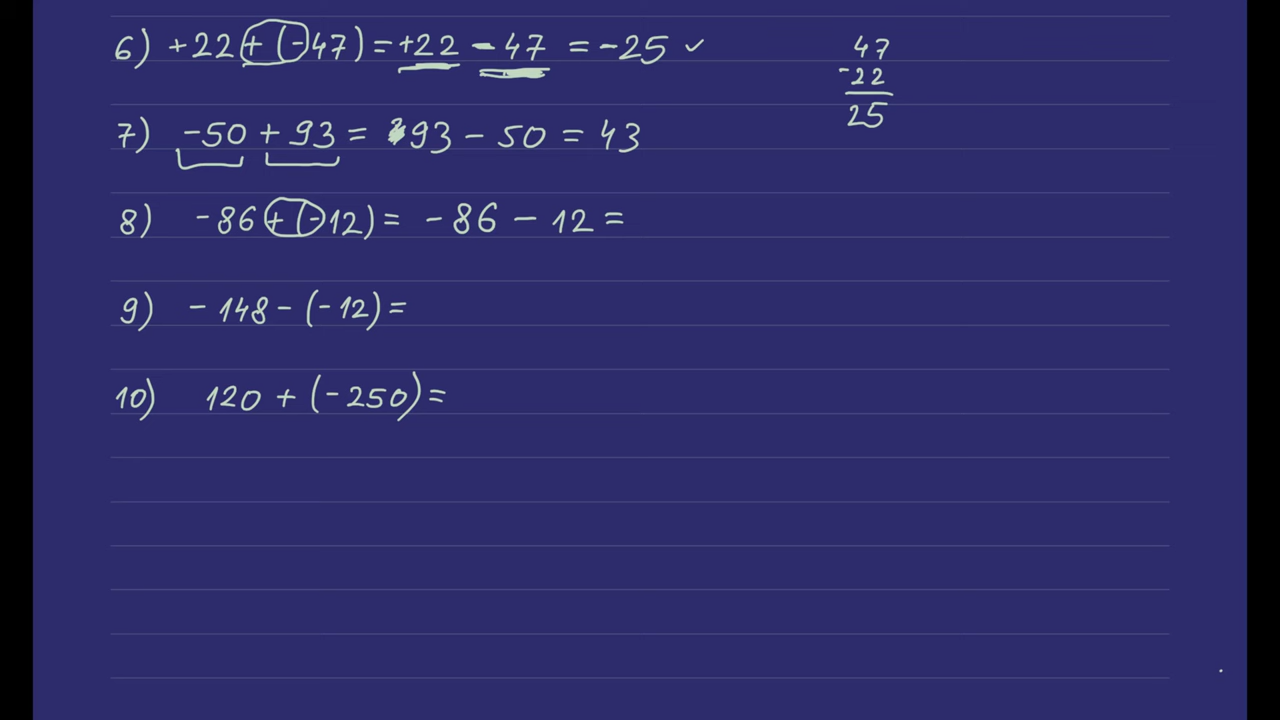 6) +22 + (-47) = +22 - 47 = -25 ✓
47
-22
25
7) -50 + 93 = 93 - 50 = 43
8) -86 + (-12) = -86 - 12 =
9) -148 - (-12) =
10) 120 + (-250) =